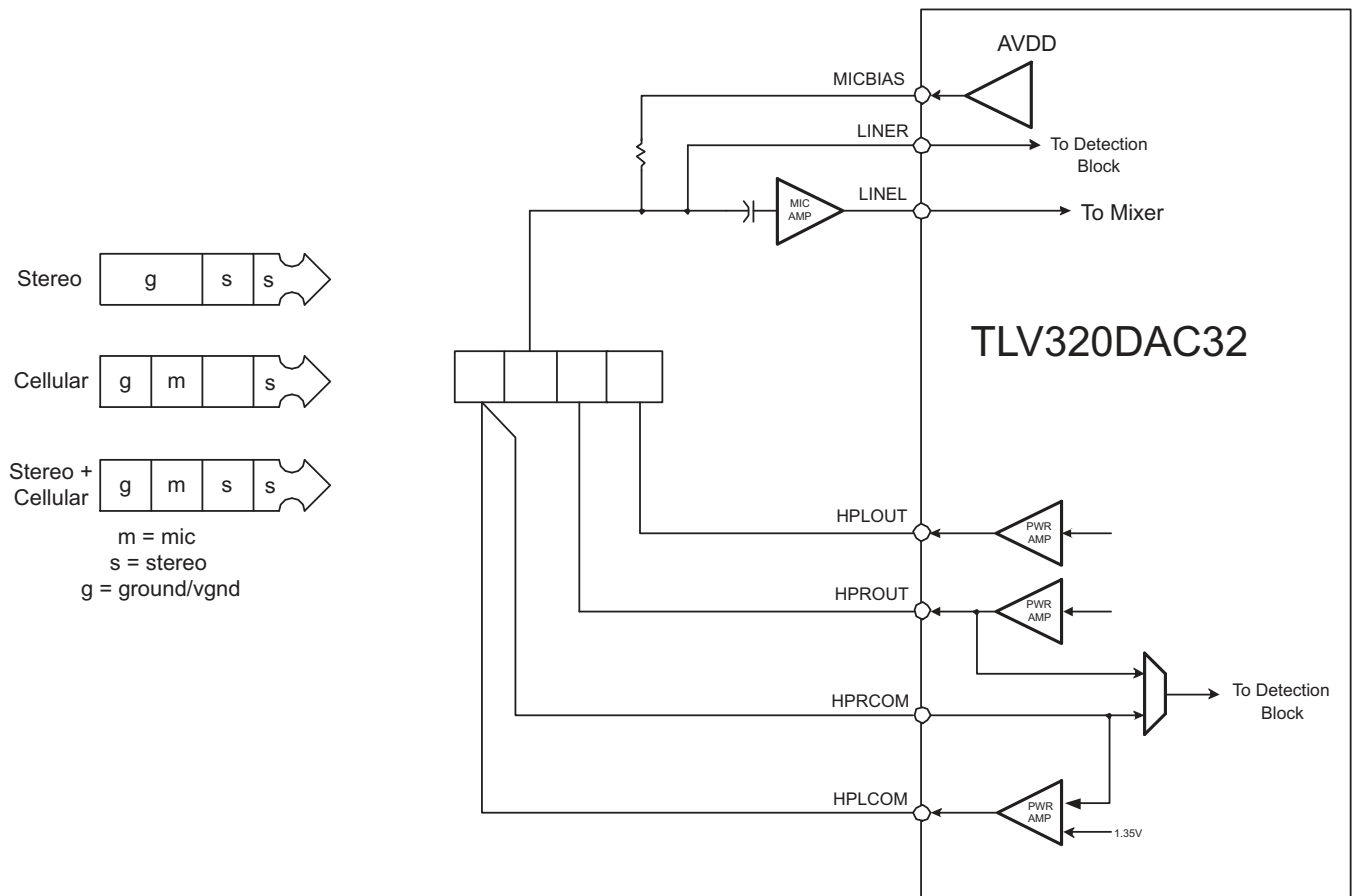 AVDD
MICBIAS
LINER
To Detection
Block
MIC
AMP
LINEL
To Mixer
Stereo
g
s
s
TLV320DAC32
Cellular
g
m
s
Stereo +
Cellular
g
m
s
s
m = mic
s = stereo
g = ground/vgnd
HPLOUT
PWR
AMP
HPROUT
PWR
AMP
HPRCOM
To Detection
Block
HPLCOM
PWR
AMP
1.35V